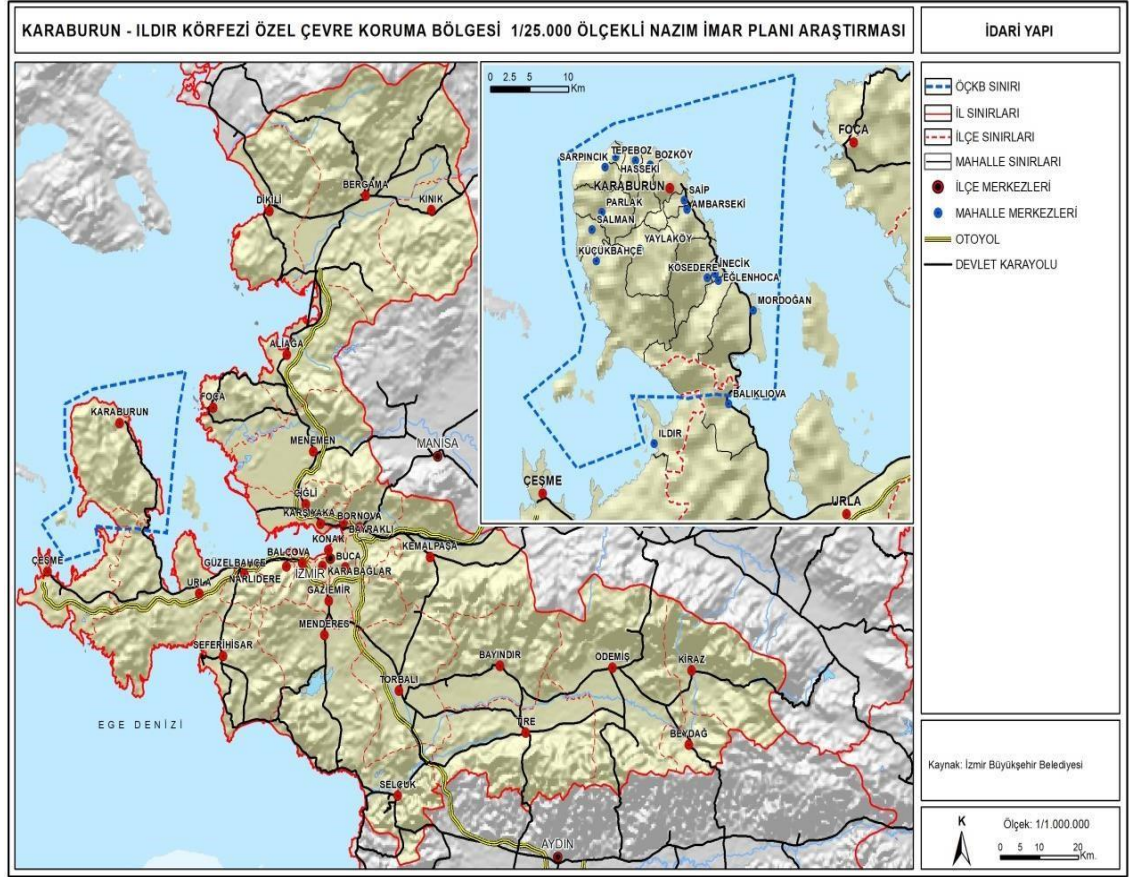 KARABURUN - ILDIR KÖRFEZİ ÖZEL ÇEVRE KORUMA BÖLGESİ 1/25.000 ÖLÇEKLİ NAZIM İMAR PLANI ARAŞTIRMASI
İDARİ YAPI
0 2.5 5 10
Km
FOÇA
TEPEBOZ
SARPINCIK
BOZKÖY
HASSEKİ
KARABURUN
SAİP
PARLAK
YAMBARSEKİ
SALMAN
YAYLAKÖY
KÜÇÜKBAHÇE
İNECİK
KÖSEDERE
EĞLENHOCA
MORDOĞAN
BALIKLIOVA
ILDIR
ÇEŞME
URLA
BERGAMA
DİKİLİ
KINIK
ALİAĞA
FOÇA
KARABURUN
MENEMEN
MANİSA
ÇİĞLİ
KARŞIYAKA
BORNOVA
BAYRAKLI
KONAK
KEMALPAŞA
BALÇOVA
BUCA
ÇEŞME
GÜZELBAHÇE
İZMİR
KARABAĞLAR
NARLIDERE
URLA
GAZİEMİR
MENDERES
SEFERİHİSAR
BAYINDIR
ÖDEMİŞ
KİRAZ
TORBALI
EGE DENİZİ
TİRE
BEYDAĞ
SELÇUK
AYDIN
ÖÇKB SINIRI
İL SINIRLARI
İLÇE SINIRLARI
MAHALLE SINIRLARI
İLÇE MERKEZLERİ
MAHALLE MERKEZLERİ
OTOYOL
DEVLET KARAYOLU
Kaynak: İzmir Büyükşehir Belediyesi
K
Ölçek: 1/1.000.000
0 5 10 20
Km.